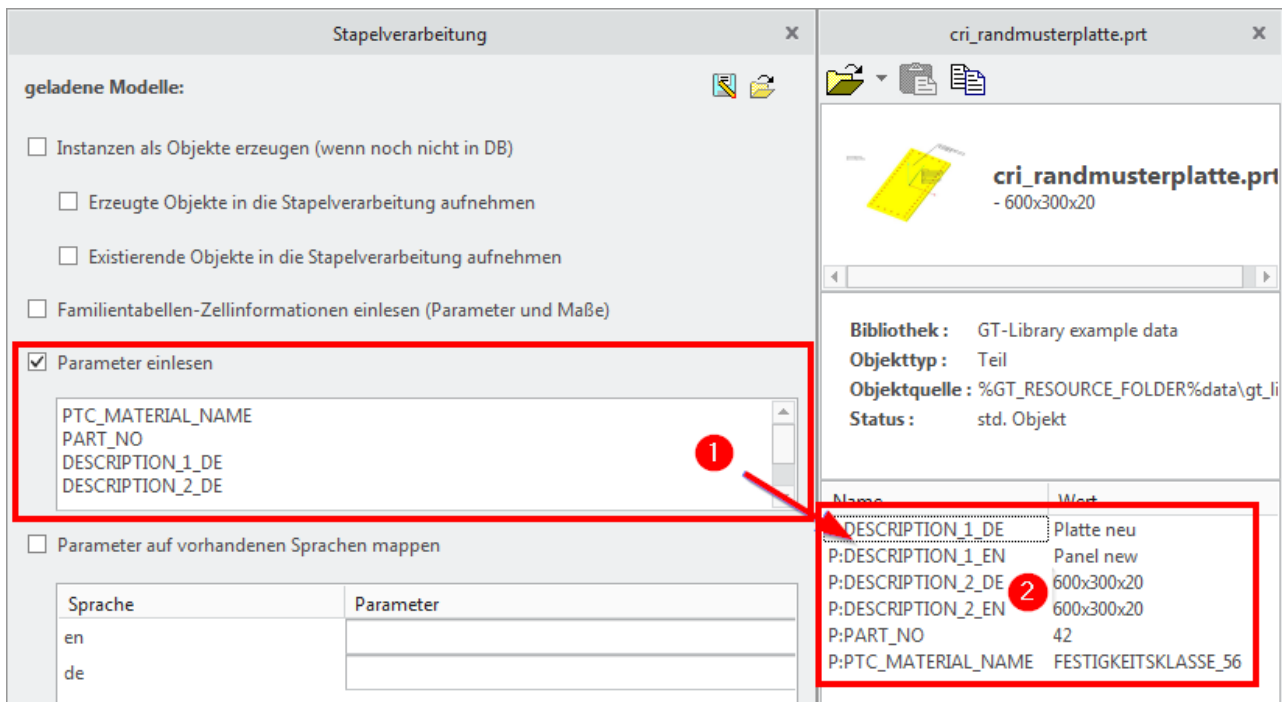 Stapelverarbeitung
geladene Modelle:
Instanzen als Objekte erzeugen (wenn noch nicht in DB)
Erzeugte Objekte in die Stapelverarbeitung aufnehmen
Existierende Objekte in die Stapelverarbeitung aufnehmen
Familientabellen-Zellinformationen einlesen (Parameter und Maße)
Parameter einlesen
PTC_MATERIAL_NAME
PART_NO
DESCRIPTION_1_DE
DESCRIPTION_2_DE
1
Parameter auf vorhandenen Sprachen mappen
Sprache Parameter
en
de
cri_randmusterplatte.prt
cri_randmusterplatte.prt
- 600x300x20
Bibliothek : GT-Library example data
Objekttyp : Teil
Objektquelle : %GT_RESOURCE_FOLDER%data\gt_li
Status : std. Objekt
Name Wert
DESCRIPTION_1_DE Platte neu
P:DESCRIPTION_1_EN Panel new
P:DESCRIPTION_2_DE 600x300x20
2
P:DESCRIPTION_2_EN 600x300x20
P:PART_NO 42
P:PTC_MATERIAL_NAME FESTIGKEITSKLASSE_56